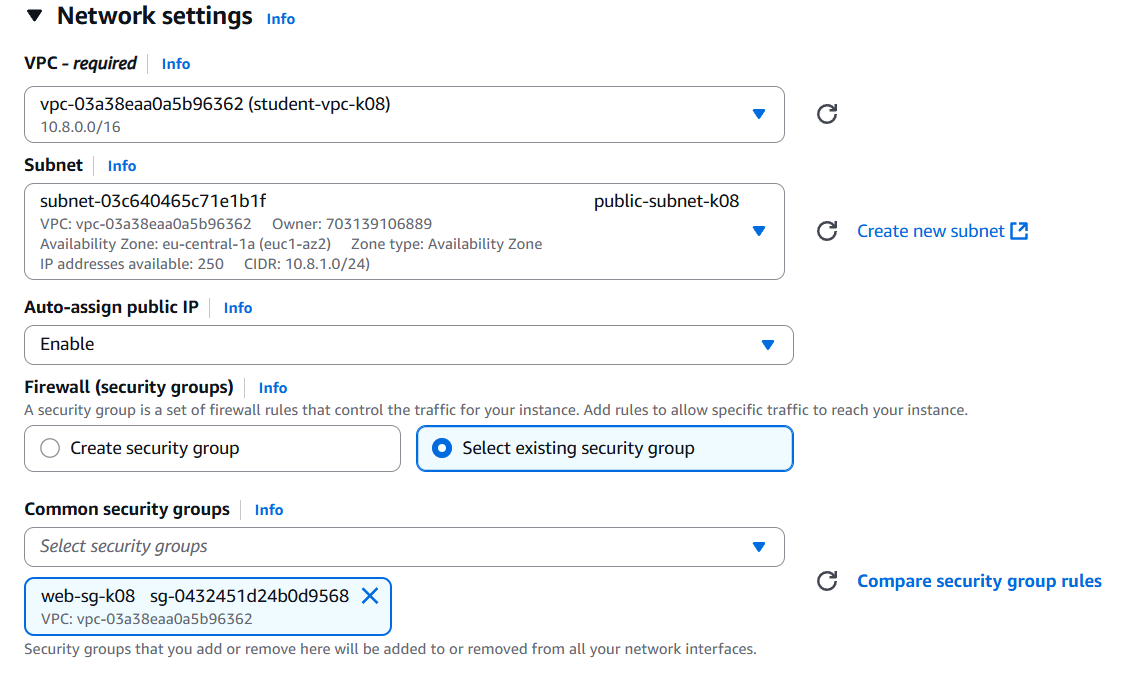 Network settings Info
VPC - required Info
vpc-03a38eaa0a5b96362 (student-vpc-k08)
10.8.0.0/16
Subnet Info
subnet-03c640465c71e1b1f public-subnet-k08
VPC: vpc-03a38eaa0a5b96362 Owner: 703139106889
Availability Zone: eu-central-1a (euc1-az2) Zone type: Availability Zone
IP addresses available: 250 CIDR: 10.8.1.0/24)
Create new subnet
Auto-assign public IP Info
Enable
Firewall (security groups) Info
A security group is a set of firewall rules that control the traffic for your instance. Add rules to allow specific traffic to reach your instance.
Create security group Select existing security group
Common security groups Info
Select security groups
web-sg-k08 sg-0432451d24b0d9568
VPC: vpc-03a38eaa0a5b96362
Compare security group rules
Security groups that you add or remove here will be added to or removed from all your network interfaces.